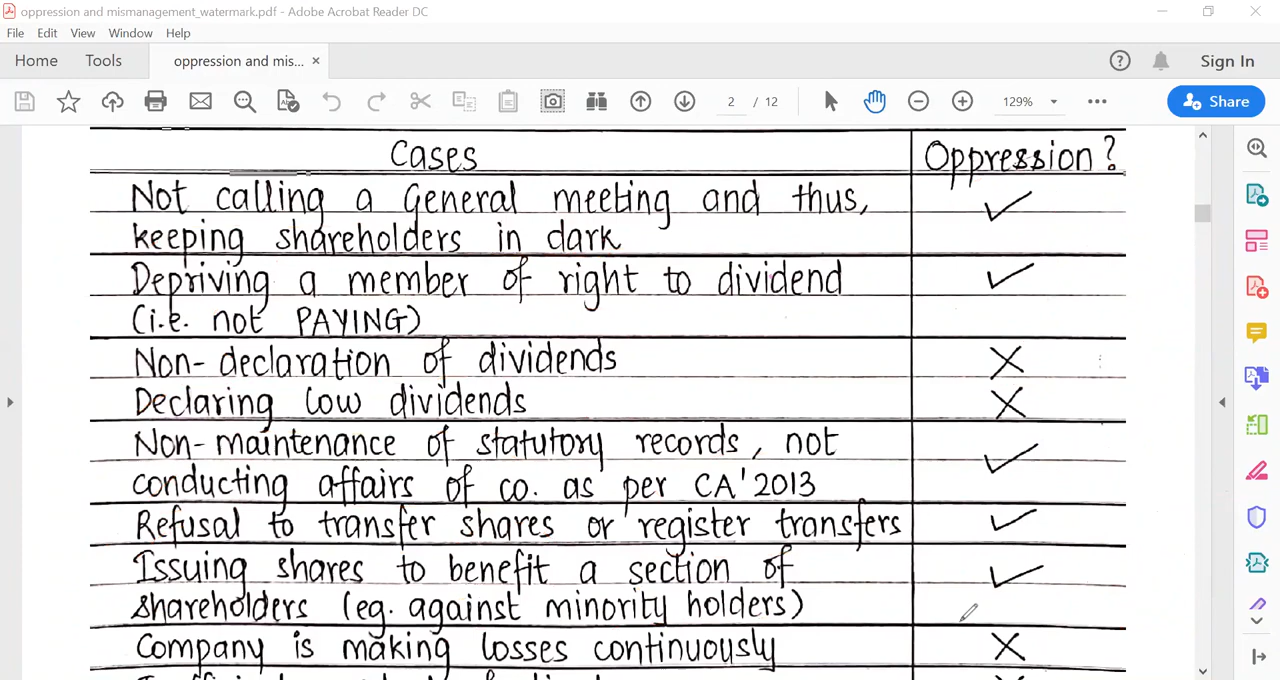 oppression and mismanagement_watermark.pdf - Adobe Acrobat Reader DC
File Edit View Window Help
Home Tools oppression and mis... × Sign In
2 / 12 129% Share
Cases Oppression?
Not calling a General meeting and thus, ✓
keeping shareholders in dark
Depriving a member of right to dividend ✓
(i.e. not PAYING)
Non-declaration of dividends X
Declaring low dividends X
Non-maintenance of statutory records, not ✓
conducting affairs of co. as per CA'2013
Refusal to transfer shares or register transfers ✓
Issuing shares to benefit a section of ✓
shareholders (eg. against minority holders)
Company is making losses continuously X